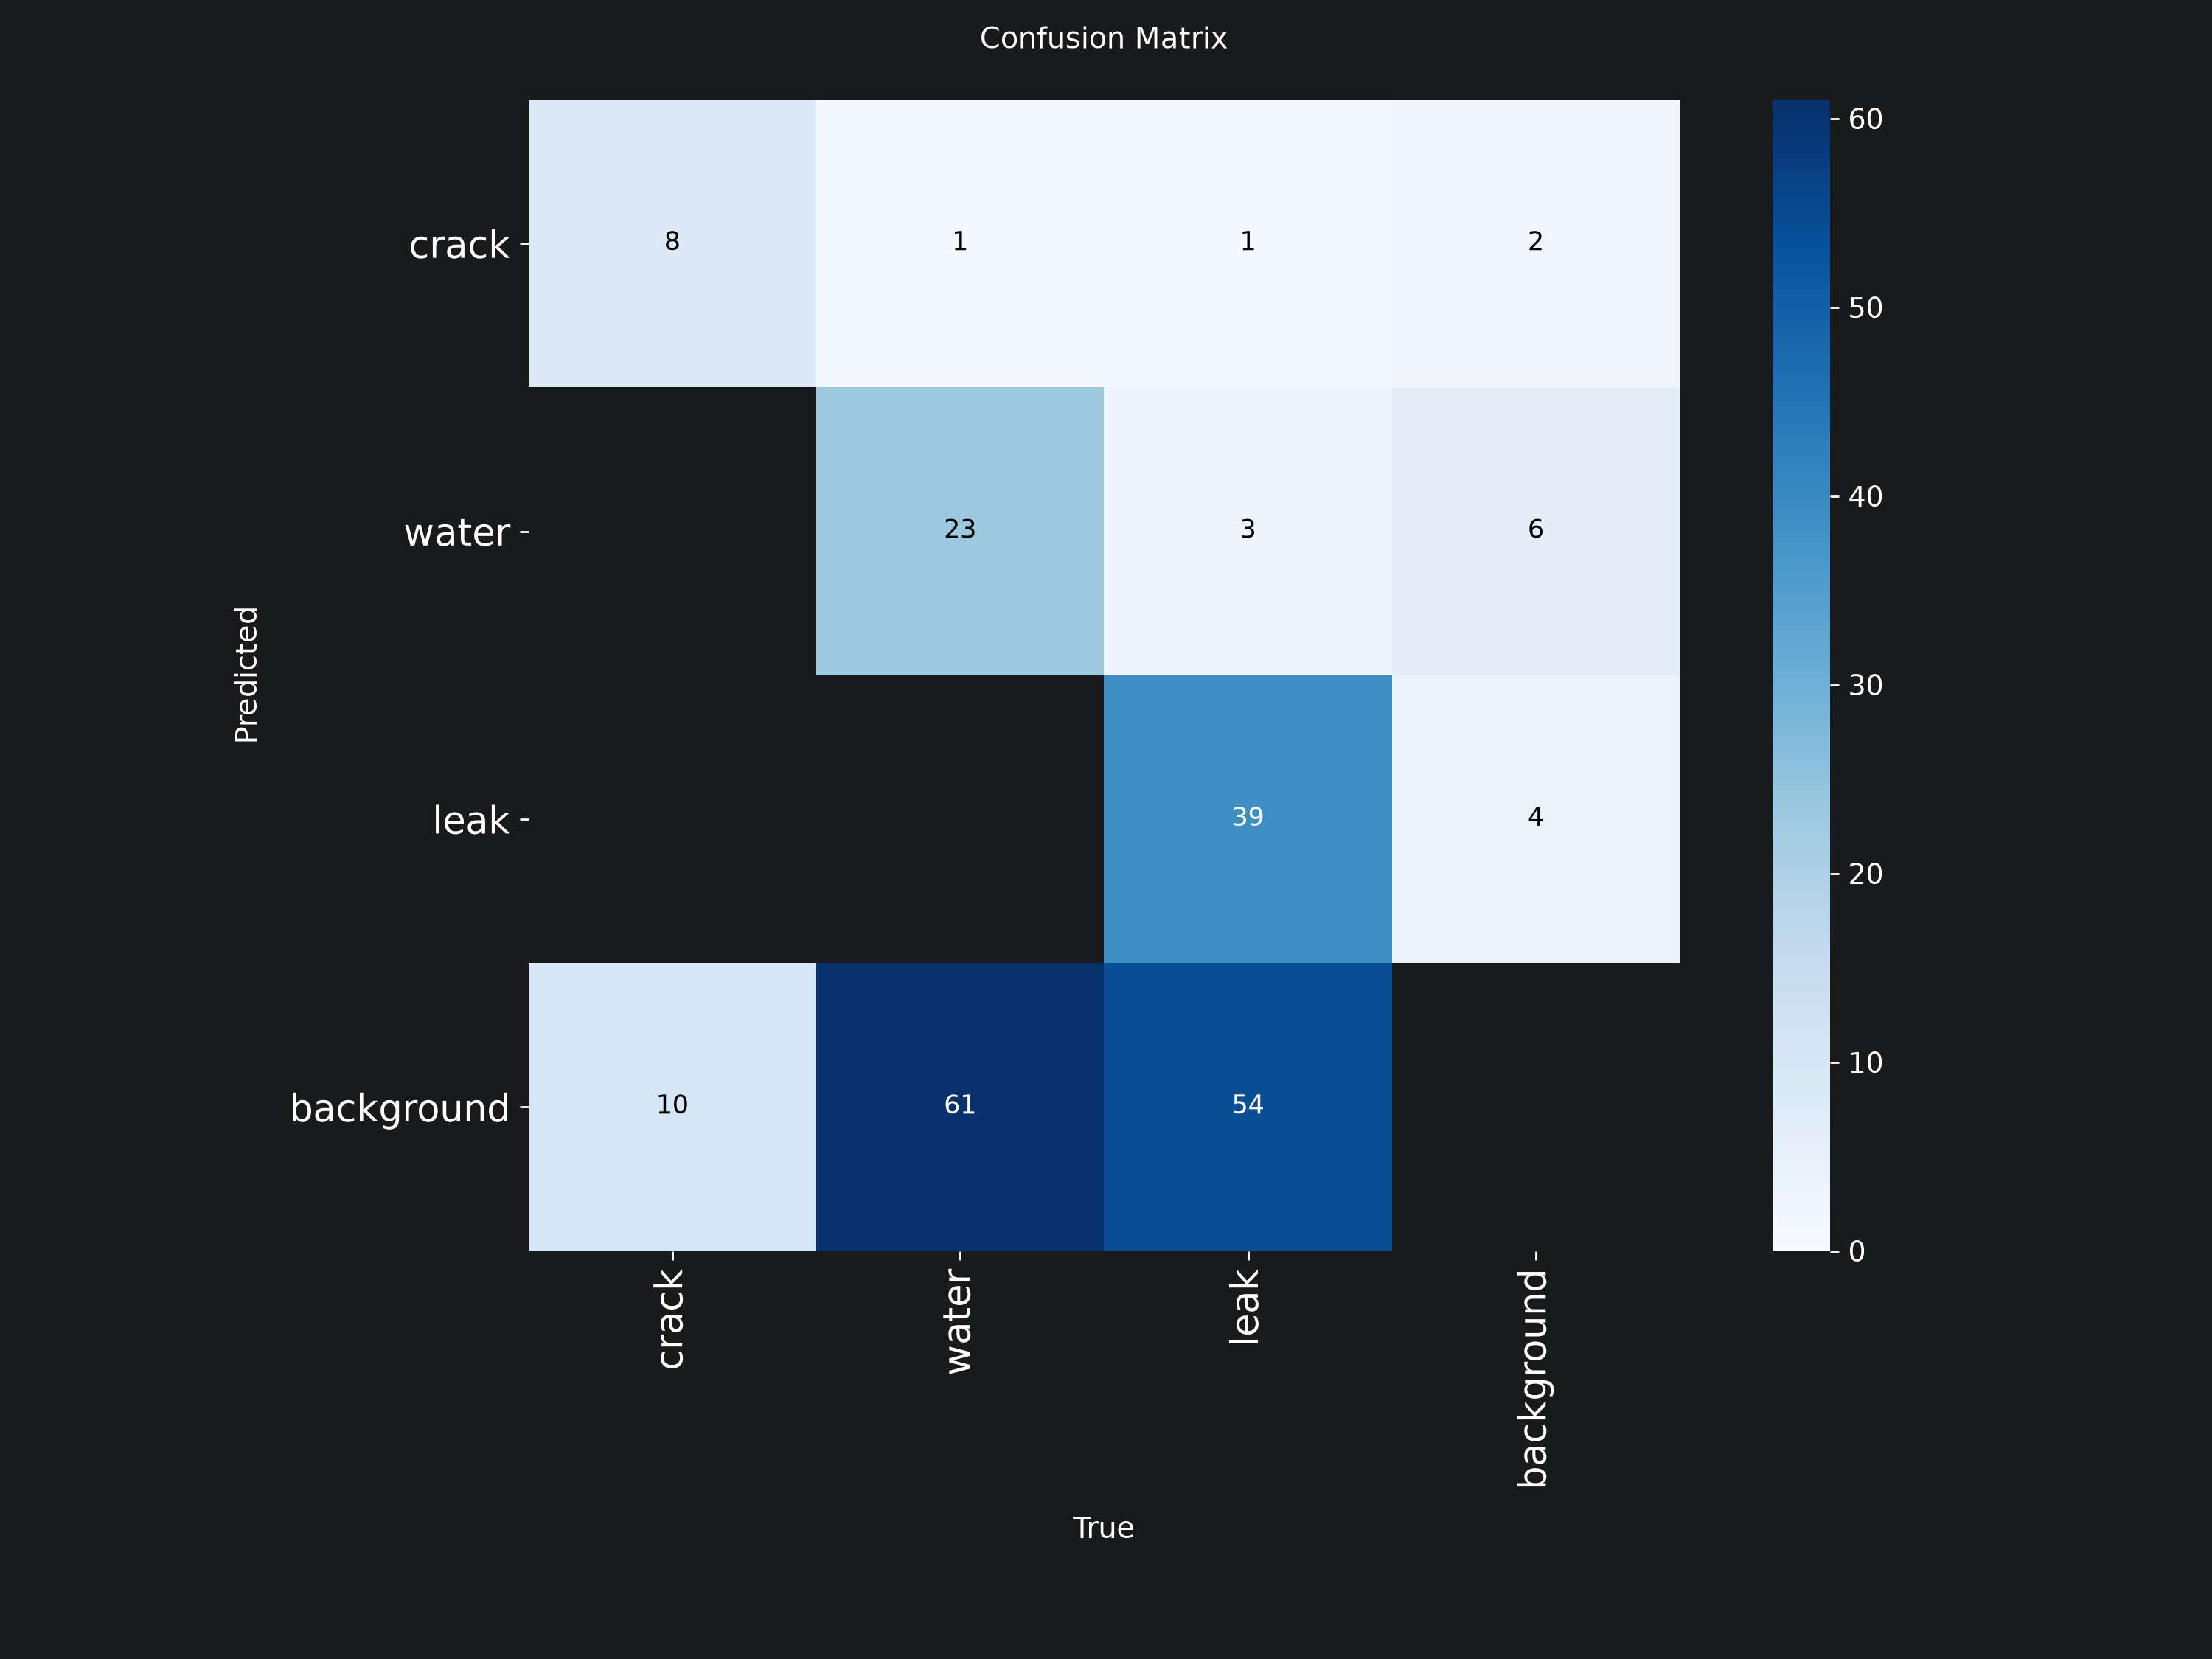 Confusion Matrix
60
crack 8 1 1 2
50
water 23 3 6
40
Predicted
30
leak 39 4
20
background 10 61 54
10
0
crack water leak background
True